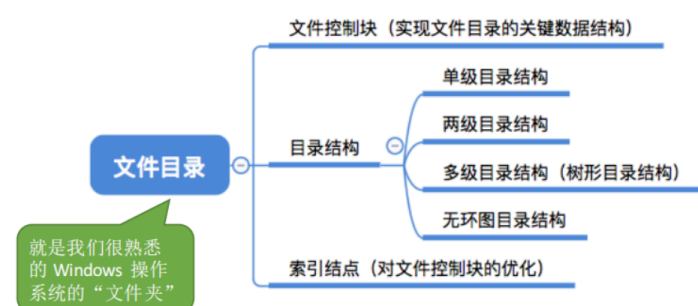 文件控制块（实现文件目录的关键数据结构）
单级目录结构
两级目录结构
目录结构
文件目录
多级目录结构（树形目录结构）
无环图目录结构
就是我们很熟悉
的 Windows 操作
系统的“文件夹”
索引结点（对文件控制块的优化）